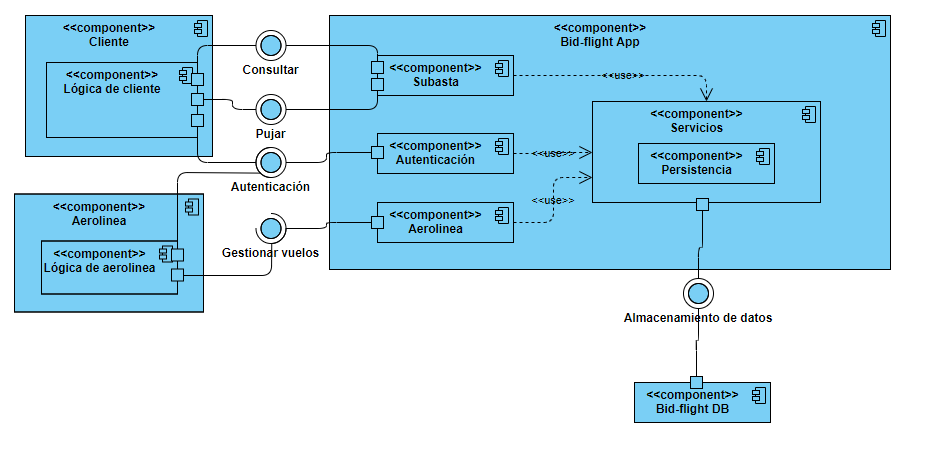 <<component>>
Cliente
<<component>>
Lógica de cliente
Consultar
Pujar
Autenticación
<<component>>
Aerolinea
<<component>>
Lógica de aerolinea
Gestionar vuelos
<<component>>
Bid-flight App
<<component>>
Subasta
<<use>>
<<component>>
Autenticación
<<use>>
<<component>>
Aerolinea
<<use>>
<<component>>
Servicios
<<component>>
Persistencia
Almacenamiento de datos
<<component>>
Bid-flight DB